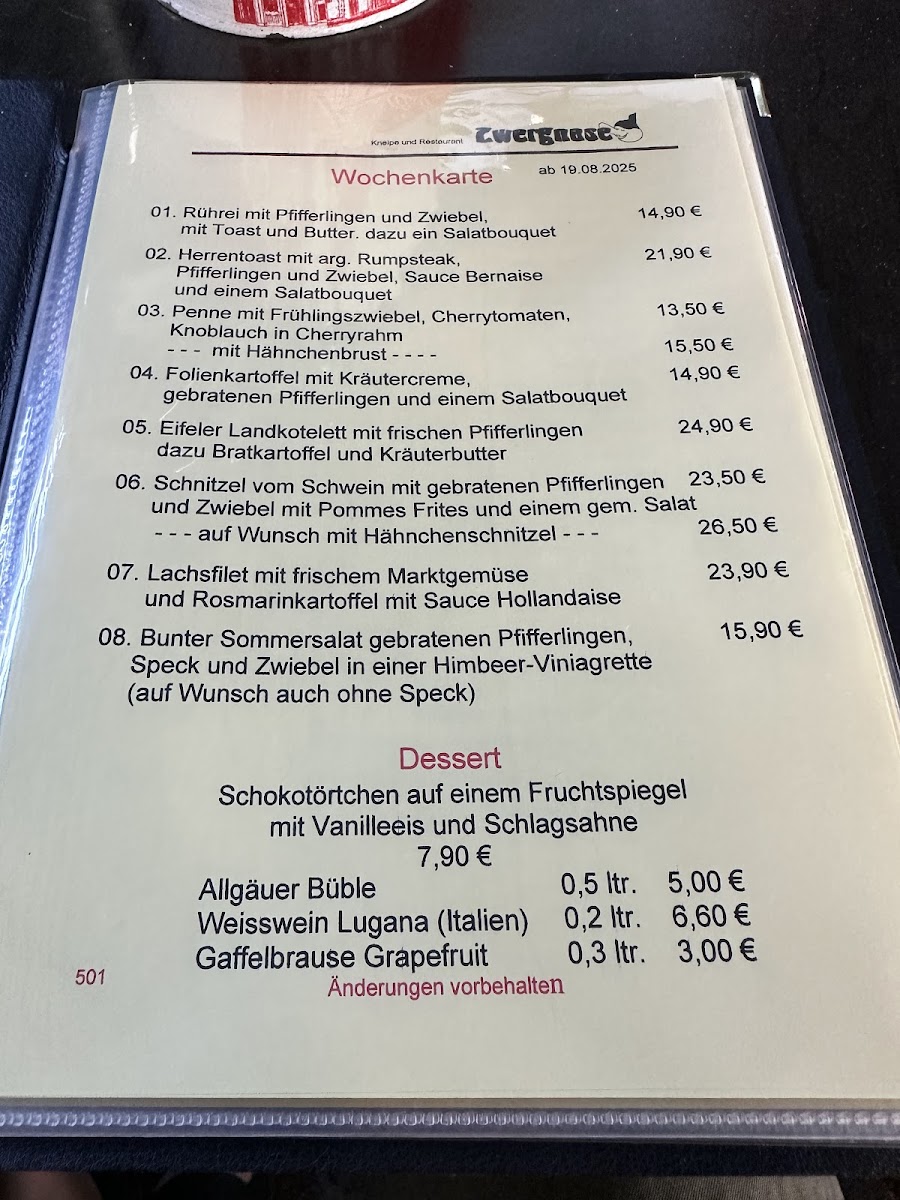 Kneipe und Restaurant Zwergnase
Wochenkarte ab 19.08.2025
01. Rührei mit Pfifferlingen und Zwiebel, 14,90 €
mit Toast und Butter. dazu ein Salatbouquet
02. Herrentoast mit arg. Rumpsteak, 21,90 €
Pfifferlingen und Zwiebel, Sauce Bernaise
und einem Salatbouquet
03. Penne mit Frühlingszwiebel, Cherrytomaten, 13,50 €
Knoblauch in Cherryrahm
- - - mit Hähnchenbrust - - - - 15,50 €
04. Folienkartoffel mit Kräutercreme, 14,90 €
gebratenen Pfifferlingen und einem Salatbouquet
05. Eifeler Landkotelett mit frischen Pfifferlingen 24,90 €
dazu Bratkartoffel und Kräuterbutter
06. Schnitzel vom Schwein mit gebratenen Pfifferlingen 23,50 €
und Zwiebel mit Pommes Frites und einem gem. Salat
- - - auf Wunsch mit Hähnchenschnitzel - - - 26,50 €
07. Lachsfilet mit frischem Marktgemüse 23,90 €
und Rosmarinkartoffel mit Sauce Hollandaise
08. Bunter Sommersalat gebratenen Pfifferlingen, 15,90 €
Speck und Zwiebel in einer Himbeer-Viniagrette
(auf Wunsch auch ohne Speck)
Dessert
Schokotörtchen auf einem Fruchtspiegel
mit Vanilleeis und Schlagsahne
7,90 €
Allgäuer Büble 0,5 ltr. 5,00 €
Weisswein Lugana (Italien) 0,2 ltr. 6,60 €
Gaffelbrause Grapefruit 0,3 ltr. 3,00 €
501
Änderungen vorbehalten